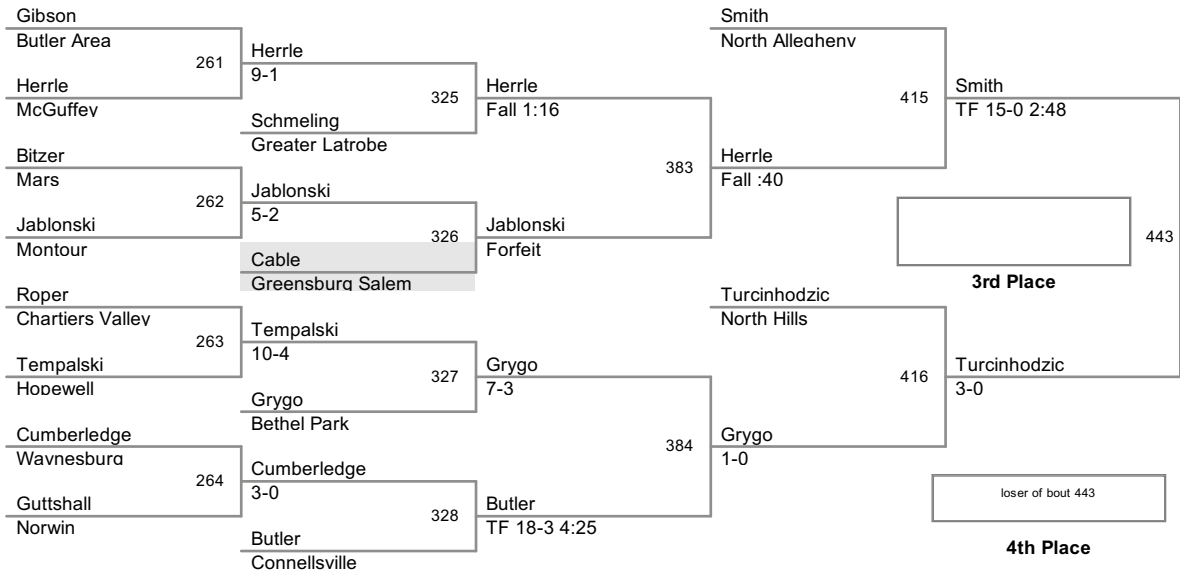 Gibson
Butler Area
261
Herrle
McGuffey
Bitzer
Mars
262
Jablonski
Montour
Roper
Chartiers Valley
263
Tempalski
Hopewell
Cumberledge
Waynesburg
264
Guttshall
Norwin
Herrle
9-1
325
Schmeling
Greater Latrobe
Jablonski
5-2
326
Cable
Greensburg Salem
Tempalski
10-4
327
Grygo
Bethel Park
Cumberledge
3-0
328
Butler
Connellsville
Herrle
Fall 1:16
383
Jablonski
Forfeit
Grygo
7-3
384
Butler
TF 18-3 4:25
Smith
North Allegheny
415
Herrle
Fall :40
Turcinhodzic
North Hills
416
Grygo
1-0
Smith
TF 15-0 2:48
443
3rd Place
Turcinhodzic
3-0
loser of bout 443
4th Place